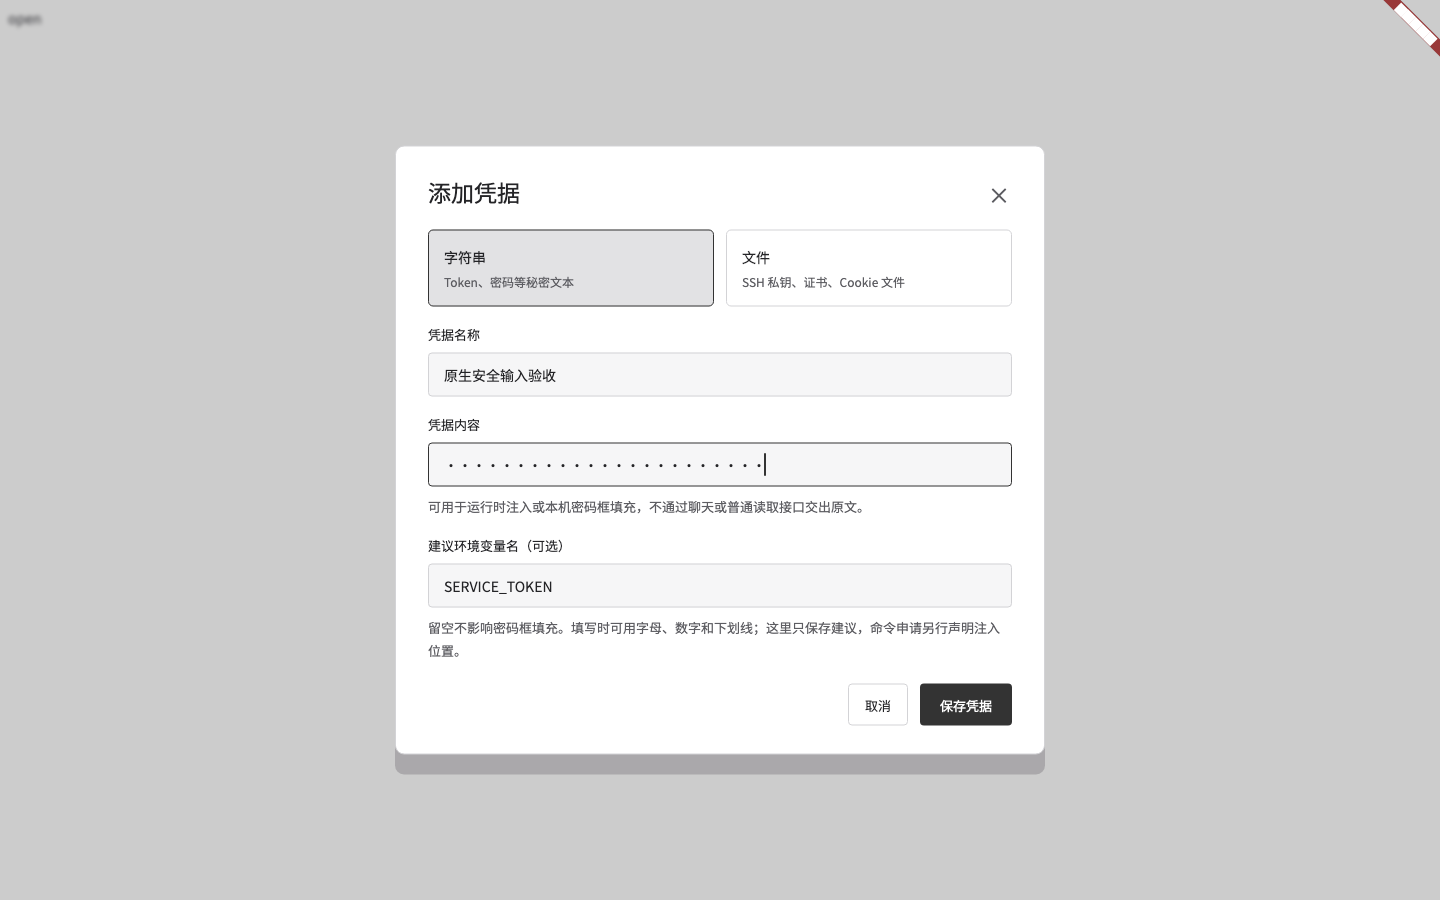 open
添加凭据
字符串
Token、密码等秘密文本
文件
SSH 私钥、证书、Cookie 文件
凭据名称
原生安全输入验收
凭据内容
·······················
可用于运行时注入或本机密码框填充，不通过聊天或普通读取接口交出原文。
建议环境变量名（可选）
SERVICE_TOKEN
留空不影响密码框填充。填写时可用字母、数字和下划线；这里只保存建议，命令申请另行声明注入
位置。
取消
保存凭据